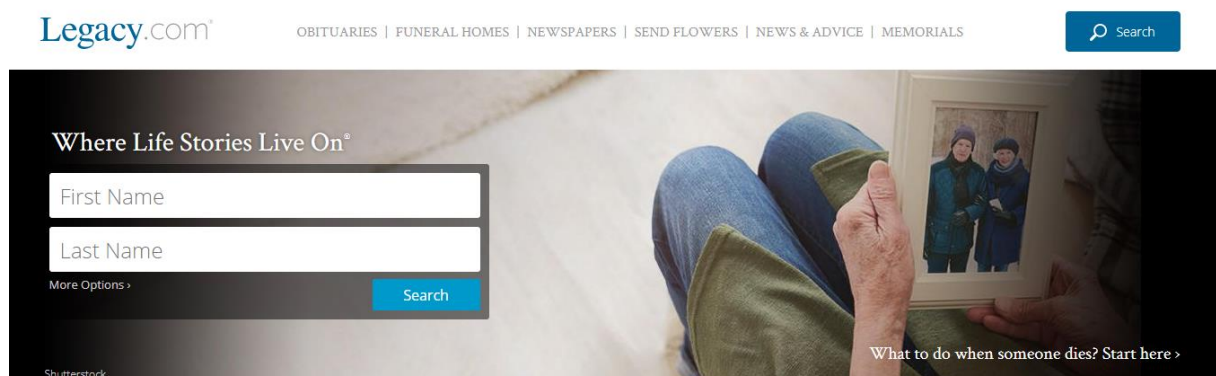 Legacy.com®
OBITUARIES | FUNERAL HOMES | NEWSPAPERS | SEND FLOWERS | NEWS & ADVICE | MEMORIALS
Search
Where Life Stories Live On®
First Name
Last Name
More Options ›
Search
What to do when someone dies? Start here ›
Shutterstock